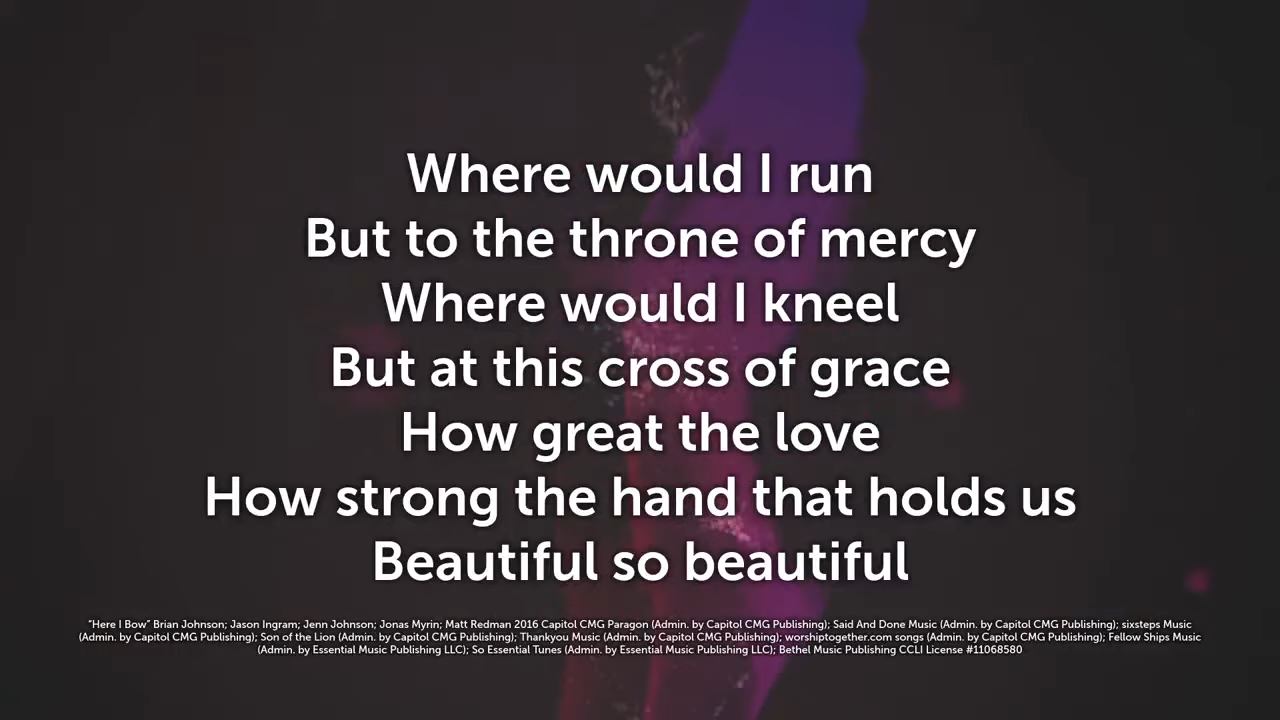 Where would I run
But to the throne of mercy
Where would I kneel
But at this cross of grace
How great the love
How strong the hand that holds us
Beautiful so beautiful
"Here I Bow" Brian Johnson; Jason Ingram; Jenn Johnson; Jonas Myrin; Matt Redman 2016 Capitol CMG Paragon (Admin. by Capitol CMG Publishing); Said And Done Music (Admin. by Capitol CMG Publishing); sixsteps Music
(Admin. by Capitol CMG Publishing); Son of the Lion (Admin. by Capitol CMG Publishing); Thankyou Music (Admin. by Capitol CMG Publishing); worshiptogether.com songs (Admin. by Capitol CMG Publishing); Fellow Ships Music
(Admin. by Essential Music Publishing LLC); So Essential Tunes (Admin. by Essential Music Publishing LLC); Bethel Music Publishing CCLI License #11068580